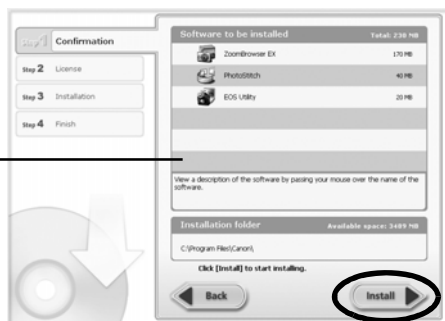 Step 1 Confirmation
Step 2 License
Step 3 Installation
Step 4 Finish
Software to be installed Total: 230 MB
ZoomBrowser EX 170 MB
PhotoStitch 40 MB
EOS Utility 20 MB
View a description of the software by passing your mouse over the name of the
software.
Installation folder Available space: 3489 MB
C:\Program Files\Canon\
Click [Install] to start installing.
Back Install